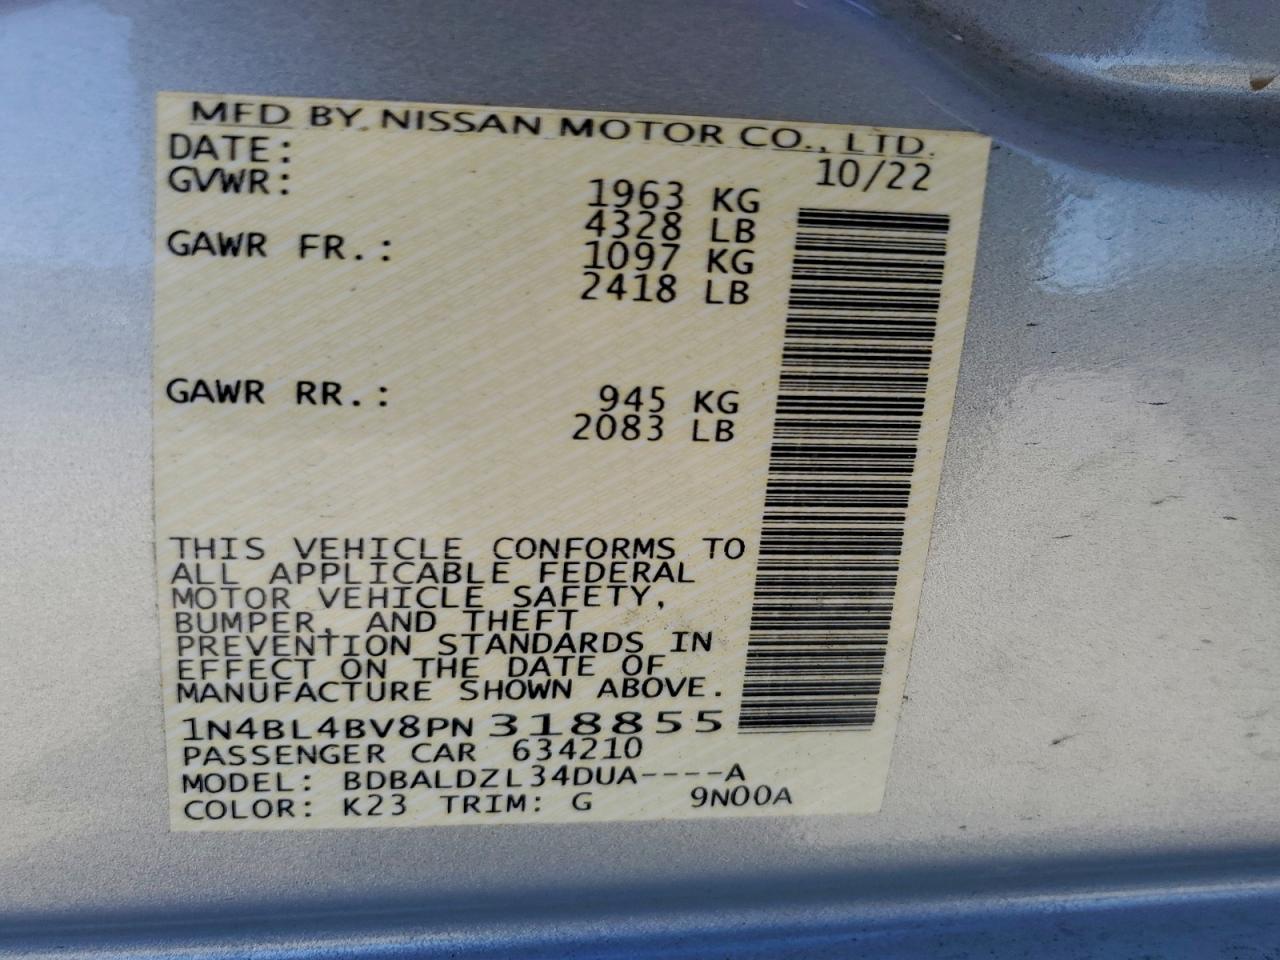 MFD BY NISSAN MOTOR CO., LTD.
DATE: 10/22
GVWR: 1963 KG
4328 LB
GAWR FR.: 1097 KG
2418 LB
GAWR RR.: 945 KG
2083 LB
THIS VEHICLE CONFORMS TO
ALL APPLICABLE FEDERAL
MOTOR VEHICLE SAFETY,
BUMPER, AND THEFT
PREVENTION STANDARDS IN
EFFECT ON THE DATE OF
MANUFACTURE SHOWN ABOVE.
1N4BL4BV8PN318855
PASSENGER CAR 634210
MODEL: BDBALDZL34DUA----A
COLOR: K23 TRIM: G 9N00A